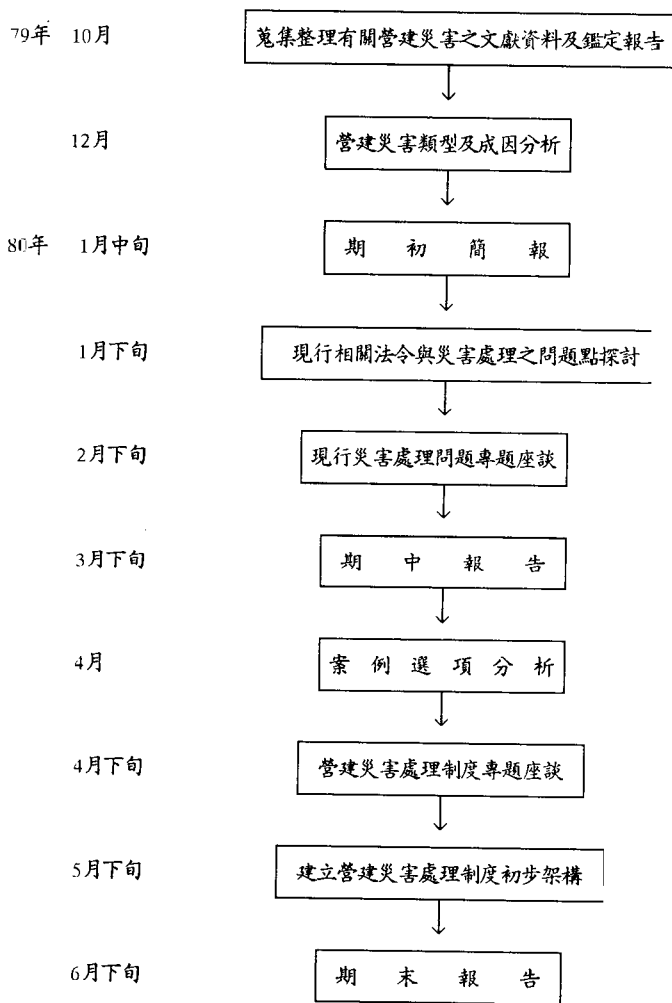 79年 10月 蒐集整理有關營建災害之文獻資料及鑑定報告
12月 營建災害類型及成因分析
80年 1月中旬 期初簡報
1月下旬 現行相關法令與災害處理之問題點探討
2月下旬 現行災害處理問題專題座談
3月下旬 期中報告
4月 案例選項分析
4月下旬 營建災害處理制度專題座談
5月下旬 建立營建災害處理制度初步架構
6月下旬 期末報告